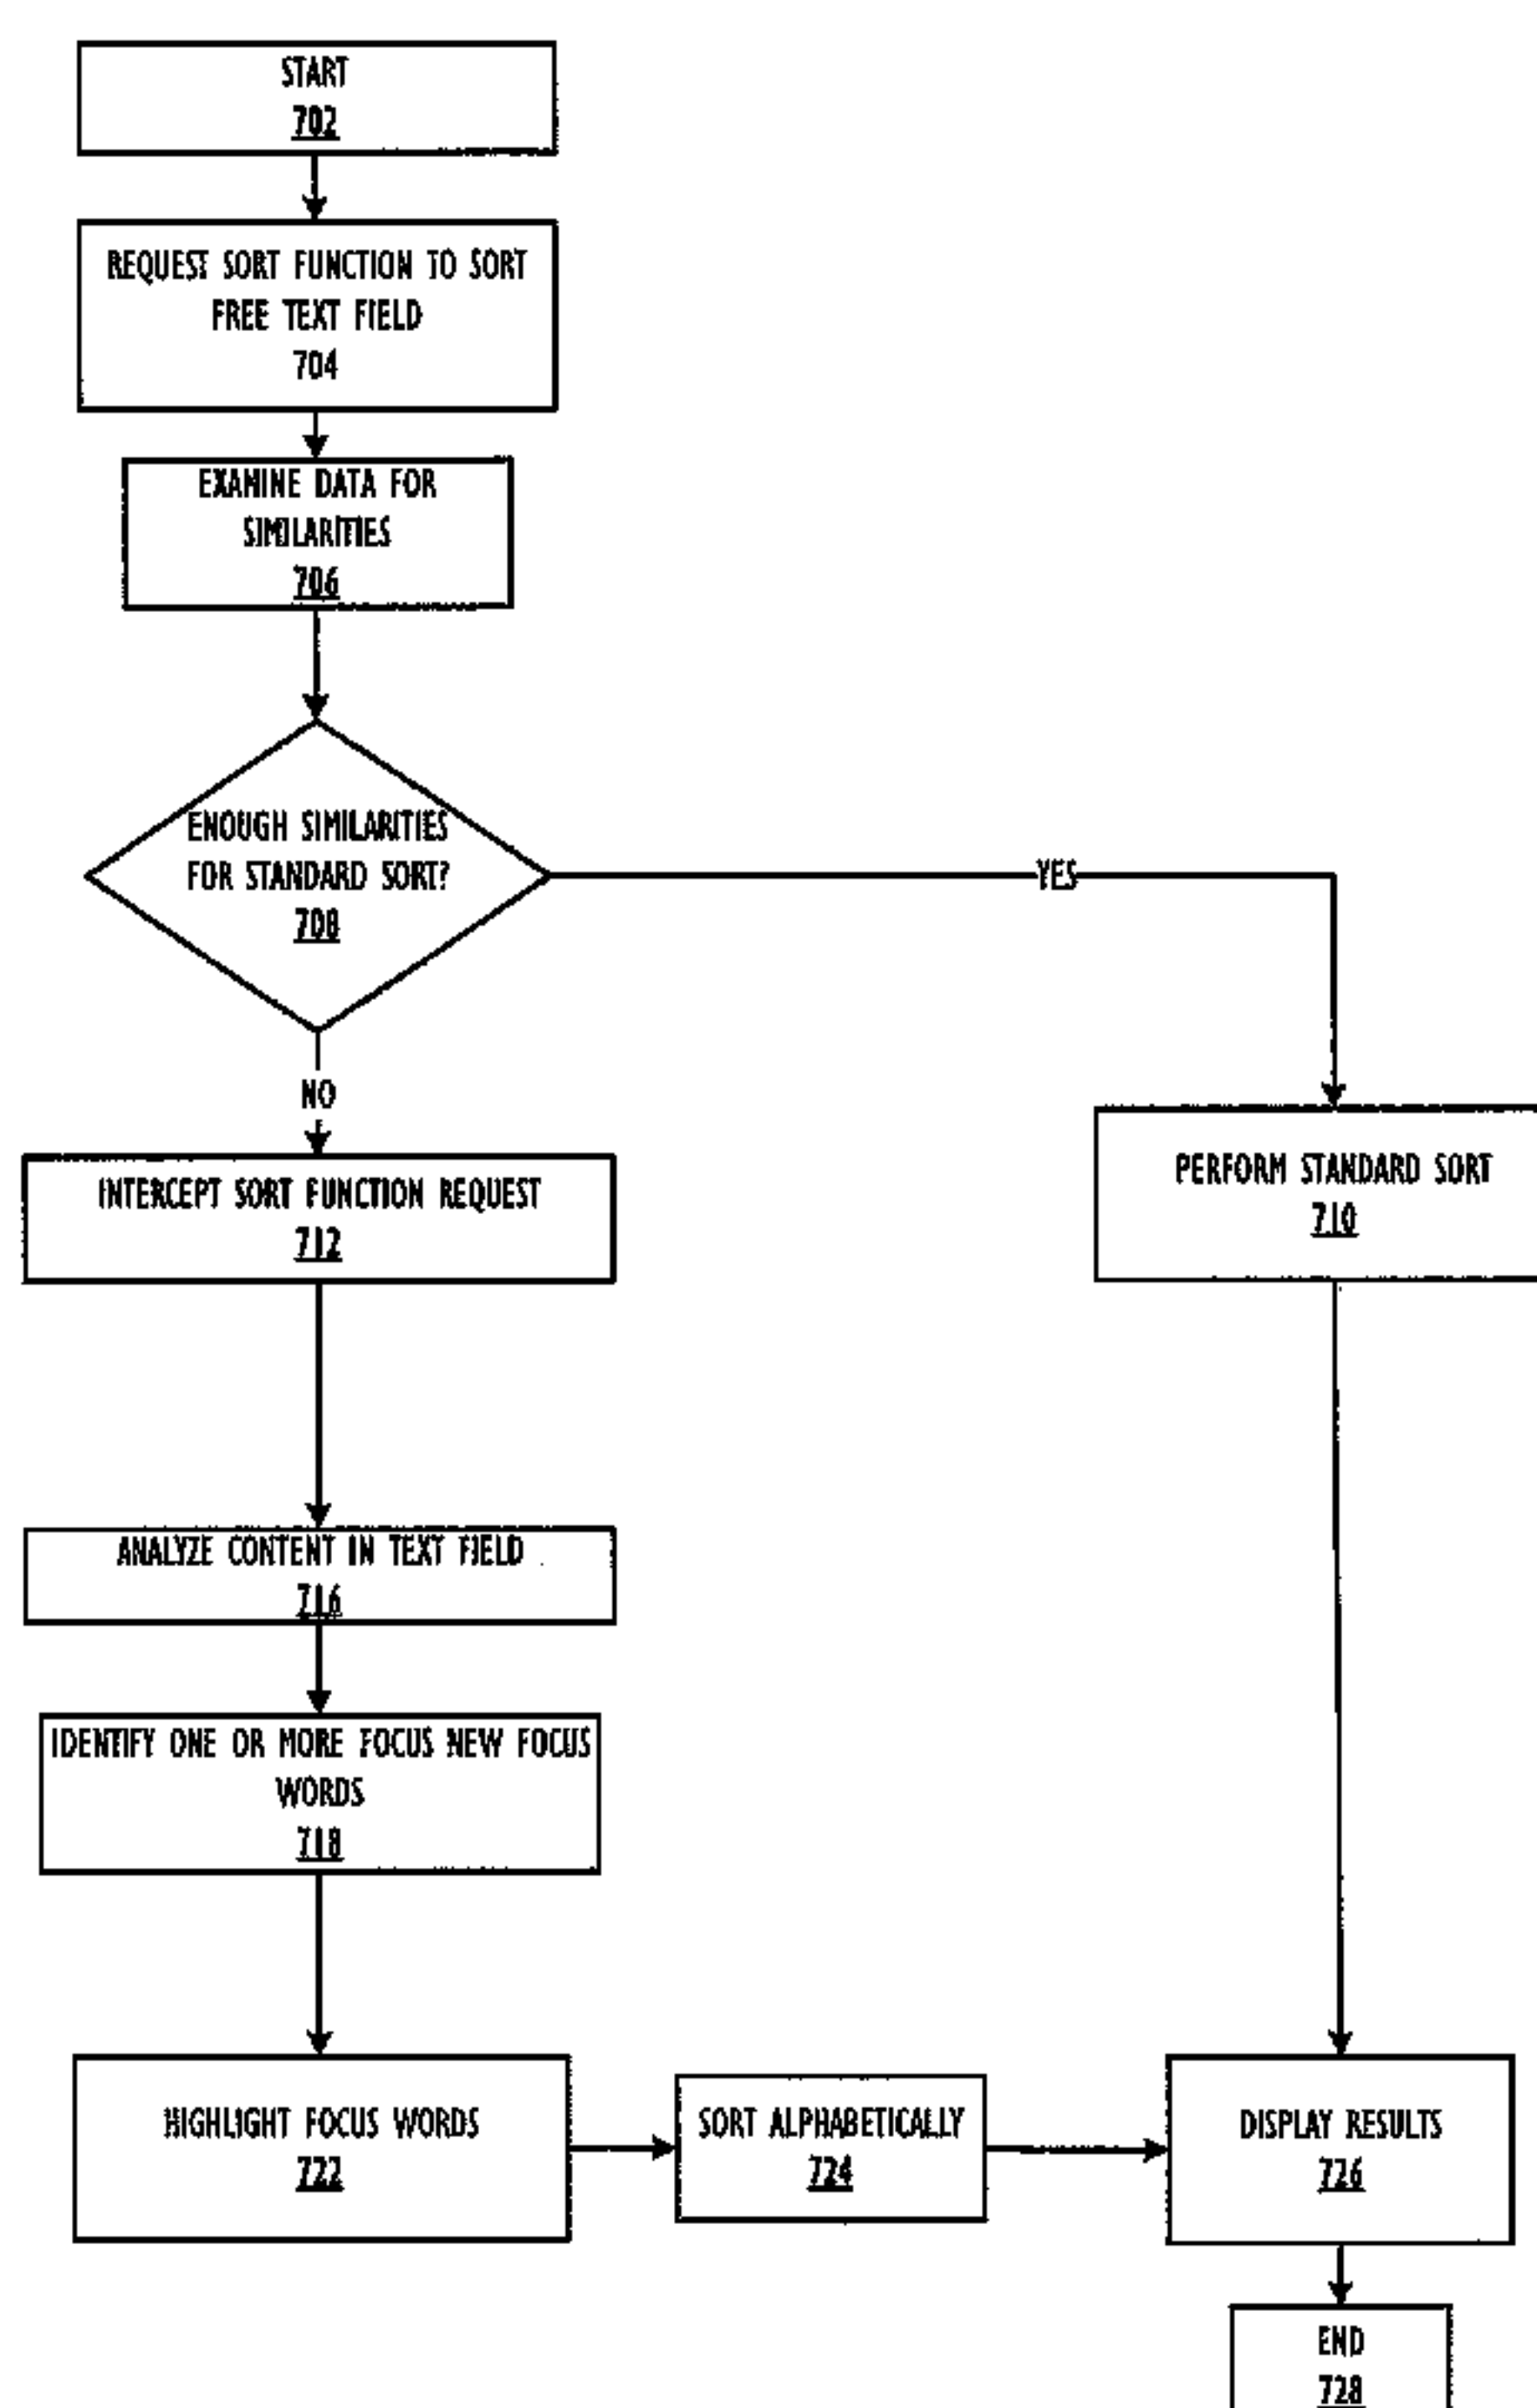 START
702
REQUEST SORT FUNCTION TO SORT
FREE TEXT FIELD
704
EXAMINE DATA FOR
SIMILARITIES
706
ENOUGH SIMILARITIES
FOR STANDARD SORT?
708
YES
NO
PERFORM STANDARD SORT
710
INTERCEPT SORT FUNCTION REQUEST
712
ANALYZE CONTENT IN TEXT FIELD
716
IDENTIFY ONE OR MORE FOCUS NEW FOCUS
WORDS
718
HIGHLIGHT FOCUS WORDS
722
SORT ALPHABETICALLY
724
DISPLAY RESULTS
726
END
728